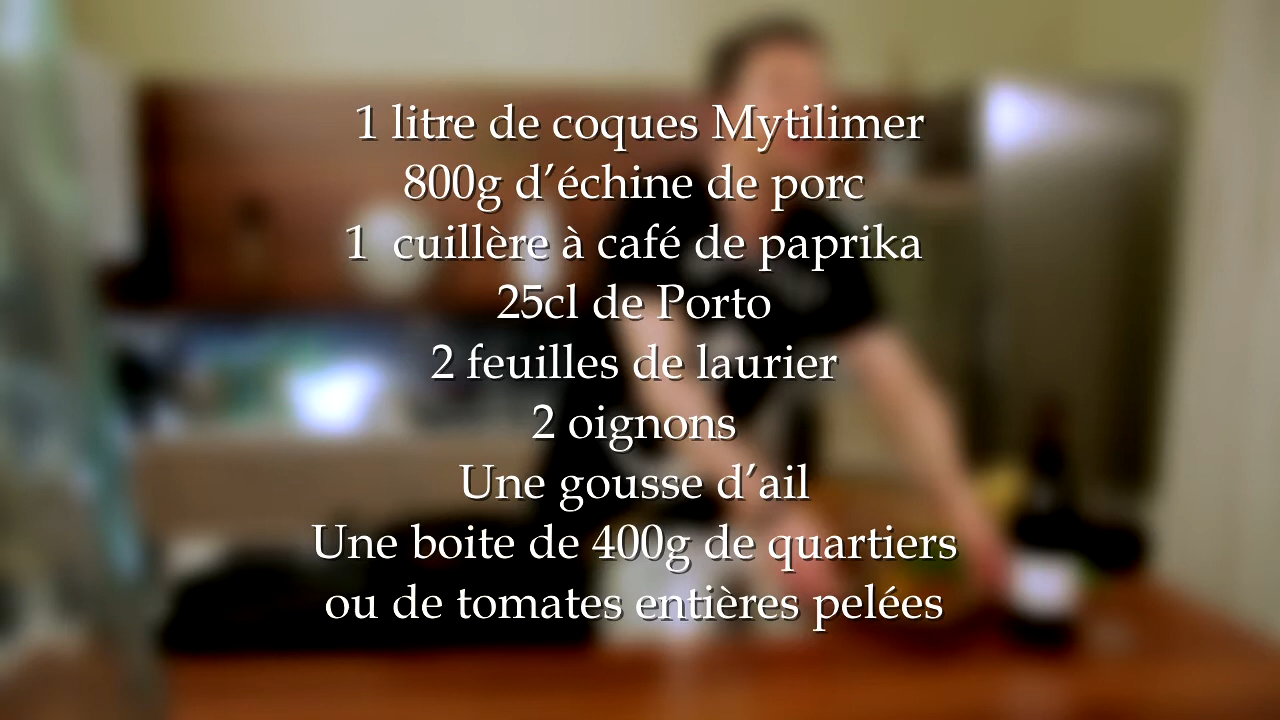 1 litre de coques Mytilimer
800g d’échine de porc
1 cuillère à café de paprika
25cl de Porto
2 feuilles de laurier
2 oignons
Une gousse d’ail
Une boite de 400g de quartiers
ou de tomates entières pelées